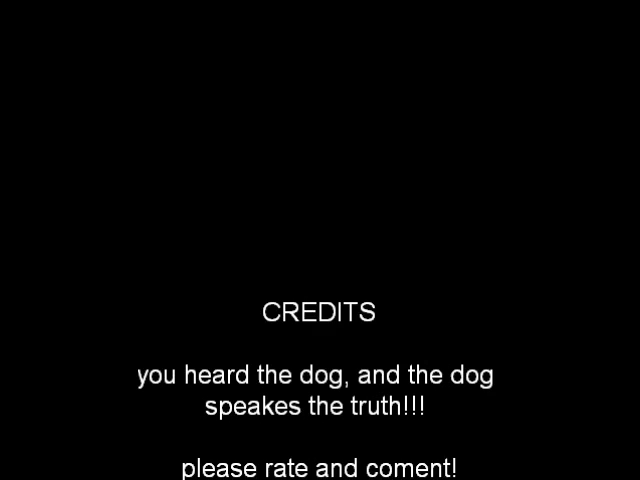 CREDITS
you heard the dog, and the dog
speakes the truth!!!
please rate and coment!